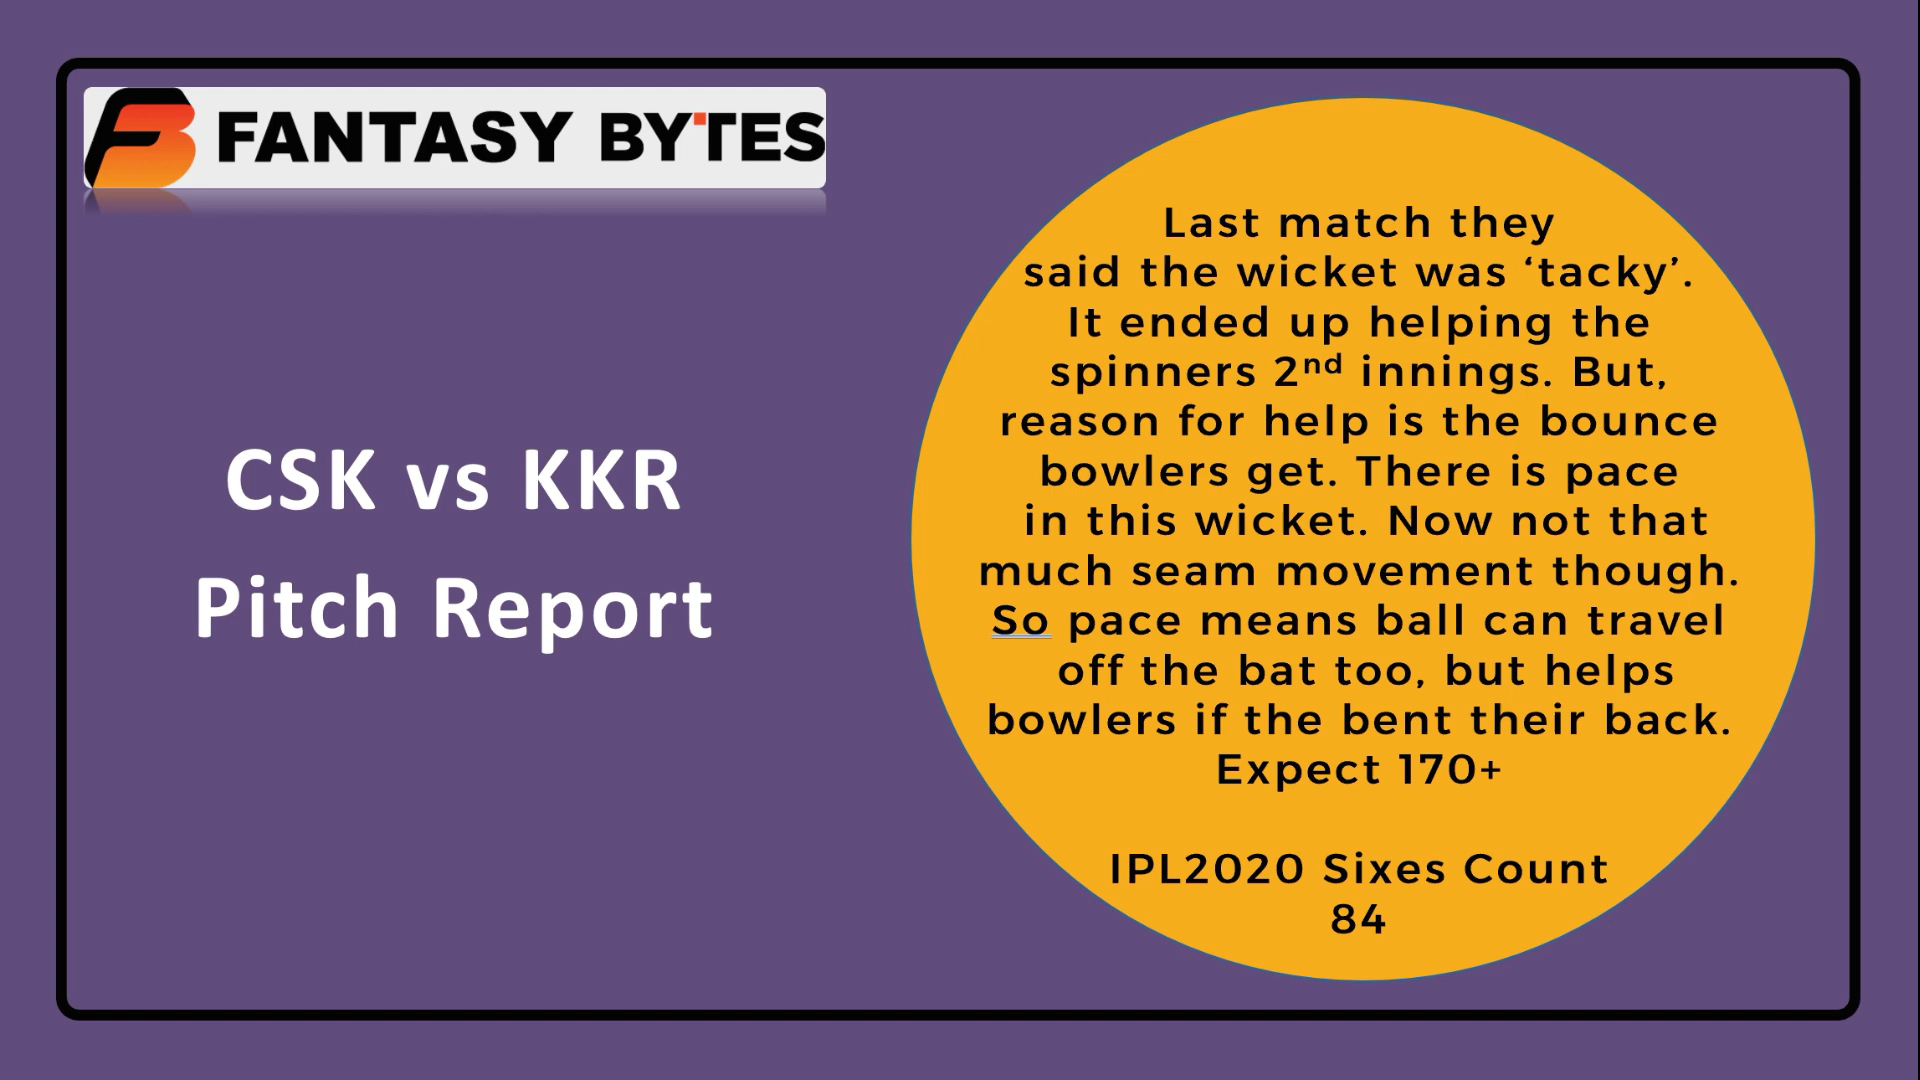 FANTASY BYTES
CSK vs KKR
Pitch Report
Last match they
said the wicket was ‘tacky’.
It ended up helping the
spinners 2nd innings. But,
reason for help is the bounce
bowlers get. There is pace
in this wicket. Now not that
much seam movement though.
So pace means ball can travel
off the bat too, but helps
bowlers if the bent their back.
Expect 170+
IPL2020 Sixes Count
84